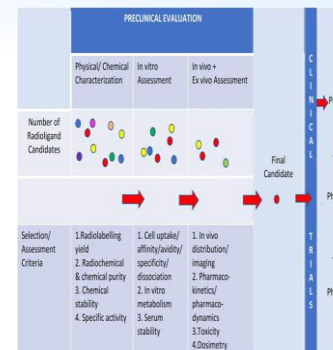 PRECLINICAL EVALUATION
Physical/ Chemical
Characterization
In vitro
Assessment
In vivo +
Ex vivo Assessment
Number of
Radioligand
Candidates
Final
Candidate
CLINICAL
TRIALS
Selection/
Assessment
Criteria
1.Radiolabelling
yield
2. Radiochemical
& chemical purity
3. Chemical
stability
4. Specific activity
1. Cell uptake/
affinity/avidity/
specificity/
dissociation
2. In vitro
metabolism
3. Serum
stability
1. In vivo
distribution/
imaging
2. Pharmaco-
kinetics/
pharmaco-
dynamics
3.Toxicity
4.Dosimetry